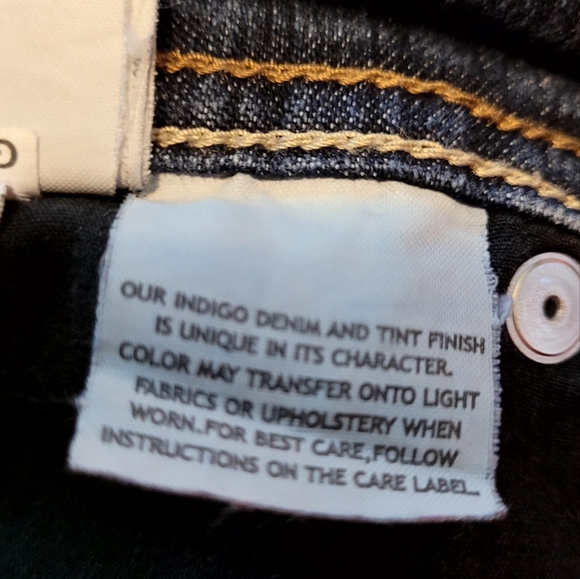 OUR INDIGO DENIM AND TINT FINISH
IS UNIQUE IN ITS CHARACTER.
COLOR MAY TRANSFER ONTO LIGHT
FABRICS OR UPHOLSTERY WHEN
WORN.FOR BEST CARE,FOLLOW
INSTRUCTIONS ON THE CARE LABEL.